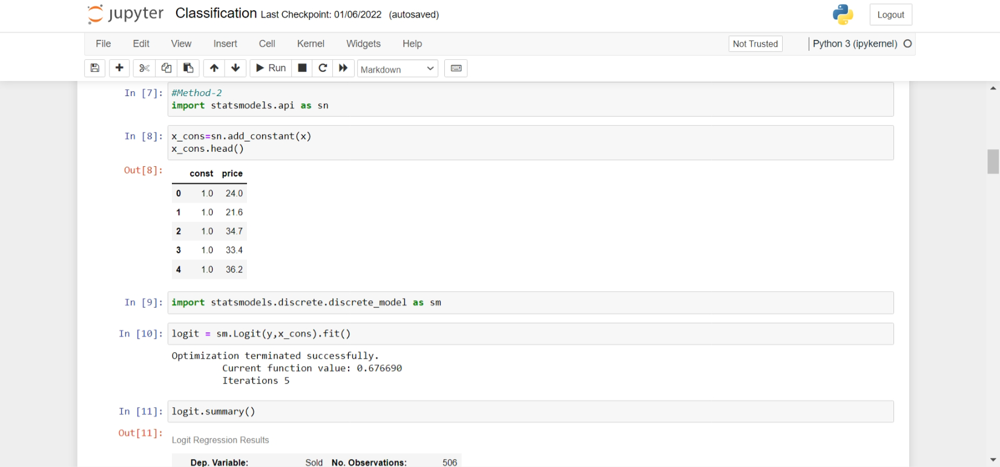 jupyter Classification Last Checkpoint: 01/06/2022 (autosaved) Logout
File Edit View Insert Cell Kernel Widgets Help Not Trusted Python 3 (ipykernel)
Run Markdown
In [7]: #Method-2
import statsmodels.api as sn
In [8]: x_cons=sn.add_constant(x)
x_cons.head()
Out[8]:
const price
0 1.0 24.0
1 1.0 21.6
2 1.0 34.7
3 1.0 33.4
4 1.0 36.2
In [9]: import statsmodels.discrete.discrete_model as sm
In [10]: logit = sm.Logit(y,x_cons).fit()
Optimization terminated successfully.
Current function value: 0.676690
Iterations 5
In [11]: logit.summary()
Out[11]:
Logit Regression Results
Dep. Variable: Sold No. Observations: 506